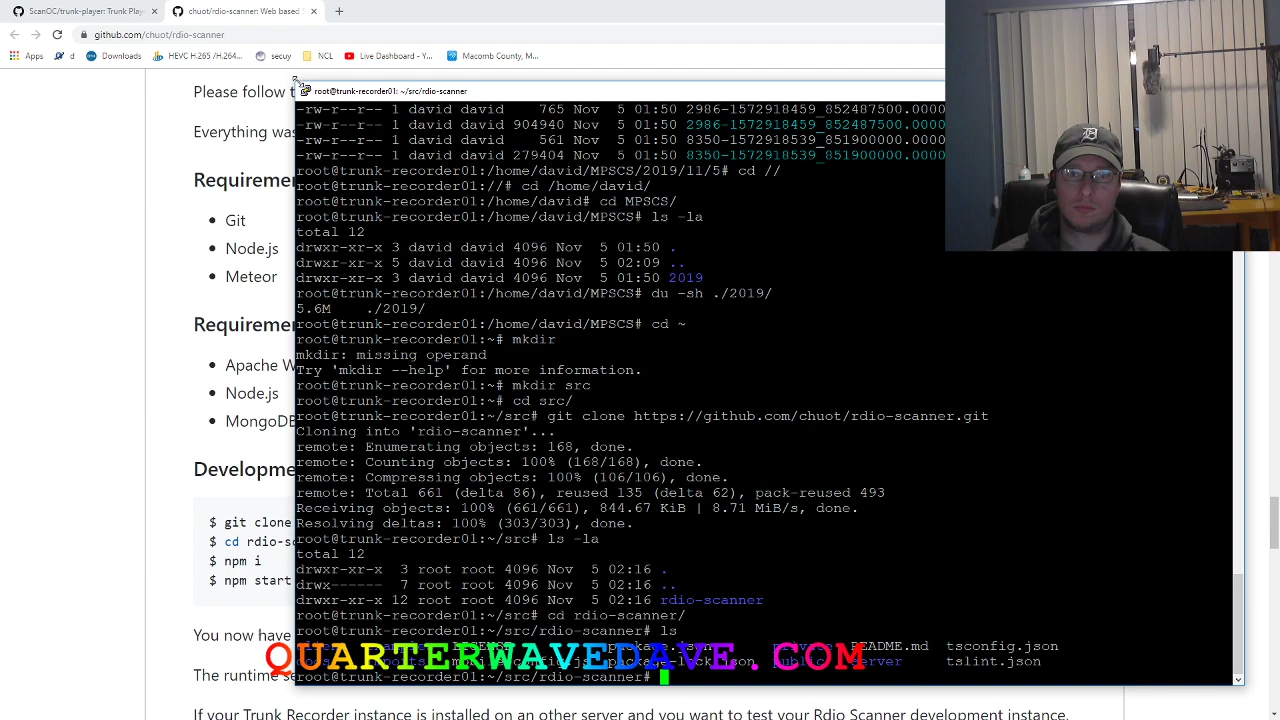 ScanOC/trunk-player: Trunk Play
chuot/rdio-scanner: Web based
github.com/chuot/rdio-scanner
Apps
d
Downloads
HEVC H.265 /H.264...
secuy
NCL
Live Dashboard - M...
Macomb County, M...
Please follow t
Everything was
Requiremen
Git
Node.js
Meteor
Requiremen
Apache W
Node.js
MongoDB
Developme
$ git clone
$ cd rdio-sc
$ npm i
$ npm start
You now have
The runtime se
If your Trunk Recorder instance is installed on an other server and you want to test your Rdio Scanner development instance,
root@trunk-recorder01: ~/src/rdio-scanner
-rw-r--r-- 1 david david    765 Nov  5 01:50 2986-1572918459_852487500.0000
-rw-r--r-- 1 david david 904940 Nov  5 01:50 2986-1572918459_852487500.0000
-rw-r--r-- 1 david david    561 Nov  5 01:50 8350-1572918539_851900000.0000
-rw-r--r-- 1 david david 279404 Nov  5 01:50 8350-1572918539_851900000.0000
root@trunk-recorder01:/home/david/MPSCS/2019/11/5# cd //
root@trunk-recorder01://# cd /home/david/
root@trunk-recorder01:/home/david# cd MPSCS/
root@trunk-recorder01:/home/david/MPSCS# ls -la
total 12
drwxr-xr-x 3 david david 4096 Nov  5 01:50 .
drwxr-xr-x 5 david david 4096 Nov  5 02:09 ..
drwxr-xr-x 3 david david 4096 Nov  5 01:50 2019
root@trunk-recorder01:/home/david/MPSCS# du -sh ./2019/
5.6M    ./2019/
root@trunk-recorder01:/home/david/MPSCS# cd ~
root@trunk-recorder01:~# mkdir
mkdir: missing operand
Try 'mkdir --help' for more information.
root@trunk-recorder01:~# mkdir src
root@trunk-recorder01:~# cd src/
root@trunk-recorder01:~/src# git clone https://github.com/chuot/rdio-scanner.git
Cloning into 'rdio-scanner'...
remote: Enumerating objects: 168, done.
remote: Counting objects: 100% (168/168), done.
remote: Compressing objects: 100% (106/106), done.
remote: Total 661 (delta 86), reused 135 (delta 62), pack-reused 493
Receiving objects: 100% (661/661), 844.67 KiB | 8.71 MiB/s, done.
Resolving deltas: 100% (303/303), done.
root@trunk-recorder01:~/src# ls -la
total 12
drwxr-xr-x  3 root root 4096 Nov  5 02:16 .
drwx------  7 root root 4096 Nov  5 02:16 ..
drwxr-xr-x 12 root root 4096 Nov  5 02:16 rdio-scanner
root@trunk-recorder01:~/src# cd rdio-scanner/
root@trunk-recorder01:~/src/rdio-scanner# ls
README.md  tsconfig.json
server  tslint.json
root@trunk-recorder01:~/src/rdio-scanner#
QUARTERWAVEDAVE.COM